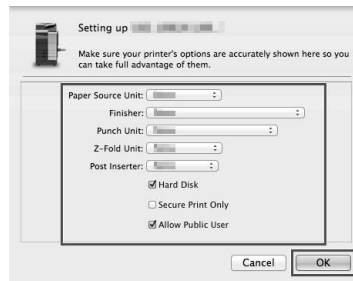 Setting up
Make sure your printer's options are accurately shown here so you
can take full advantage of them.
Paper Source Unit:
Finisher:
Punch Unit:
Z-Fold Unit:
Post Inserter:
Hard Disk
Secure Print Only
Allow Public User
Cancel
OK